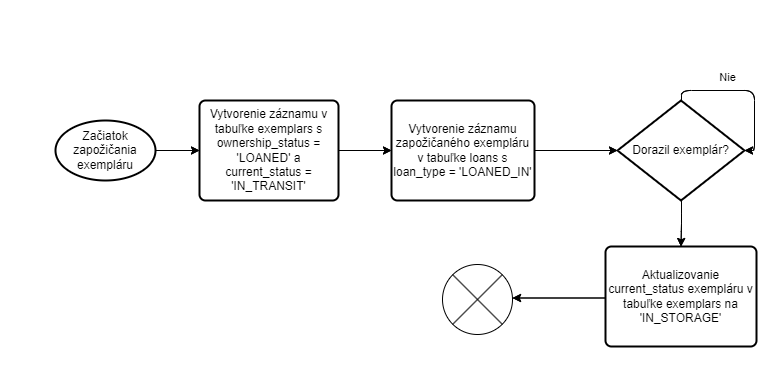 Začiatok
zapožičania
exempláru
Vytvorenie záznamu v
tabuľke exemplars s
ownership_status =
'LOANED' a
current_status =
'IN_TRANSIT'
Vytvorenie záznamu
zapožičaného exempláru
v tabuľke loans s
loan_type = 'LOANED_IN'
Nie
Dorazil exemplár?
Aktualizovanie
current_status exempláru v
tabuľke exemplars na
'IN_STORAGE'